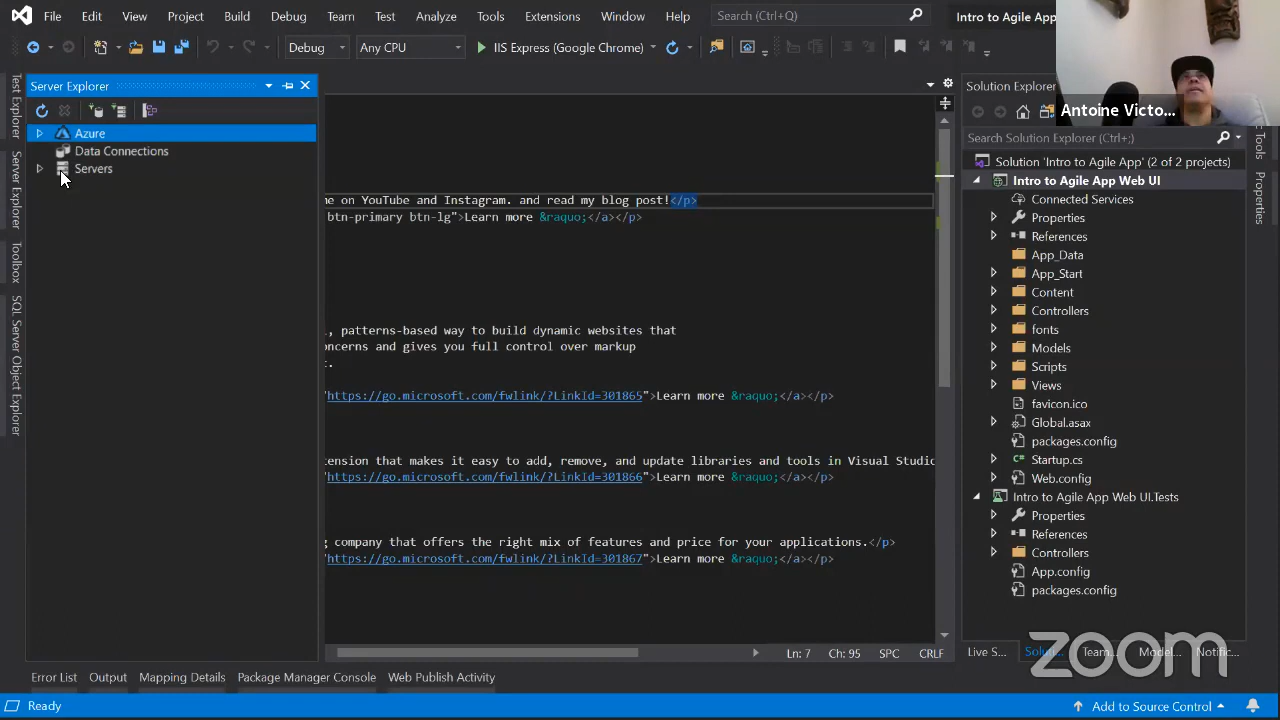 File Edit View Project Build Debug Team Test Analyze Tools Extensions Window Help Search (Ctrl+Q) Intro to Agile Ap
Debug Any CPU IIS Express (Google Chrome)
Server Explorer
Azure
Data Connections
Servers
Test Explorer
Server Explorer
Toolbox
SQL Server Object Explorer
me on YouTube and Instagram. and read my blog post!</p>
btn-primary btn-lg">Learn more &raquo;</a></p>
, patterns-based way to build dynamic websites that
oncerns and gives you full control over markup
t.
"https://go.microsoft.com/fwlink/?LinkId=301865">Learn more &raquo;</a></p>
tension that makes it easy to add, remove, and update libraries and tools in Visual Studio
"https://go.microsoft.com/fwlink/?LinkId=301866">Learn more &raquo;</a></p>
g company that offers the right mix of features and price for your applications.</p>
"https://go.microsoft.com/fwlink/?LinkId=301867">Learn more &raquo;</a></p>
Ln: 7 Ch: 95 SPC CRLF
Solution Explorer
Antoine Victo...
Search Solution Explorer (Ctrl+;)
Solution 'Intro to Agile App' (2 of 2 projects)
Intro to Agile App Web UI
Connected Services
Properties
References
App_Data
App_Start
Content
Controllers
fonts
Models
Scripts
Views
favicon.ico
Global.asax
packages.config
Startup.cs
Web.config
Intro to Agile App Web UI.Tests
Properties
References
Controllers
App.config
packages.config
Live S... Soluti... Team... Model... Notific...
Tools
Properties
zoom
Error List Output Mapping Details Package Manager Console Web Publish Activity
Ready Add to Source Control